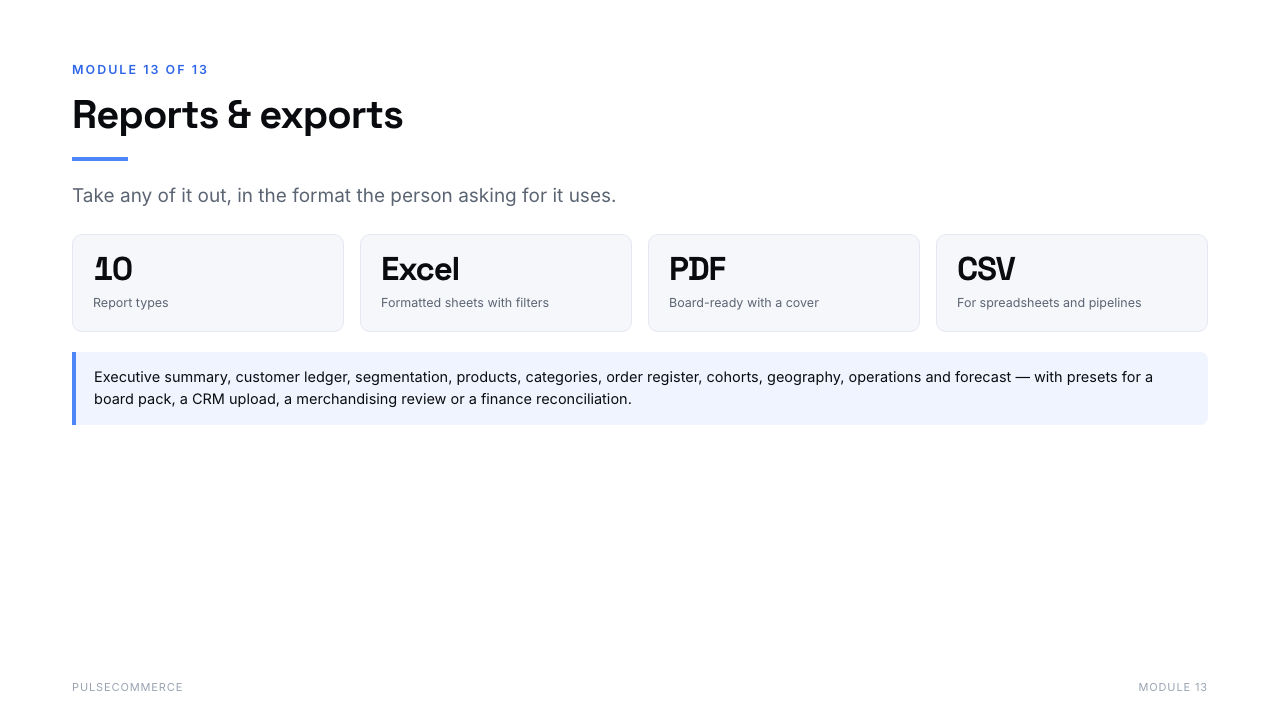 MODULE 13 OF 13
Reports & exports
Take any of it out, in the format the person asking for it uses.
10
Report types
Excel
Formatted sheets with filters
PDF
Board-ready with a cover
CSV
For spreadsheets and pipelines
Executive summary, customer ledger, segmentation, products, categories, order register, cohorts, geography, operations and forecast — with presets for a
board pack, a CRM upload, a merchandising review or a finance reconciliation.
PULSECOMMERCE
MODULE 13